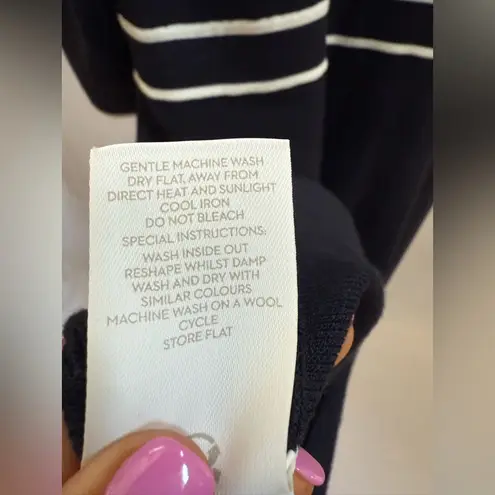 GENTLE MACHINE WASH
DRY FLAT, AWAY FROM
DIRECT HEAT AND SUNLIGHT
COOL IRON
DO NOT BLEACH
SPECIAL INSTRUCTIONS:
WASH INSIDE OUT
RESHAPE WHILST DAMP
WASH AND DRY WITH
SIMILAR COLOURS
MACHINE WASH ON A WOOL
CYCLE
STORE FLAT